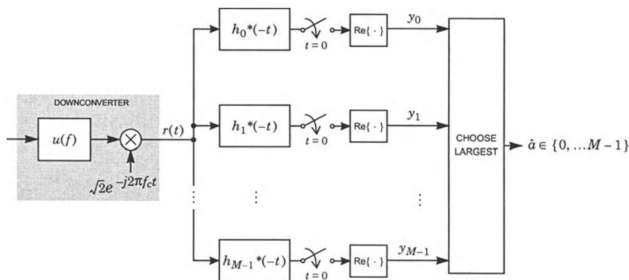 DOWNCONVERTER
u(f)
√2e^{-j2πf_ct}
r(t)
h_0*(-t)
t = 0
Re{ · }
y_0
h_1*(-t)
t = 0
Re{ · }
y_1
h_{M-1}*(-t)
t = 0
Re{ · }
y_{M-1}
CHOOSE
LARGEST
â ∈ {0, ...M-1}